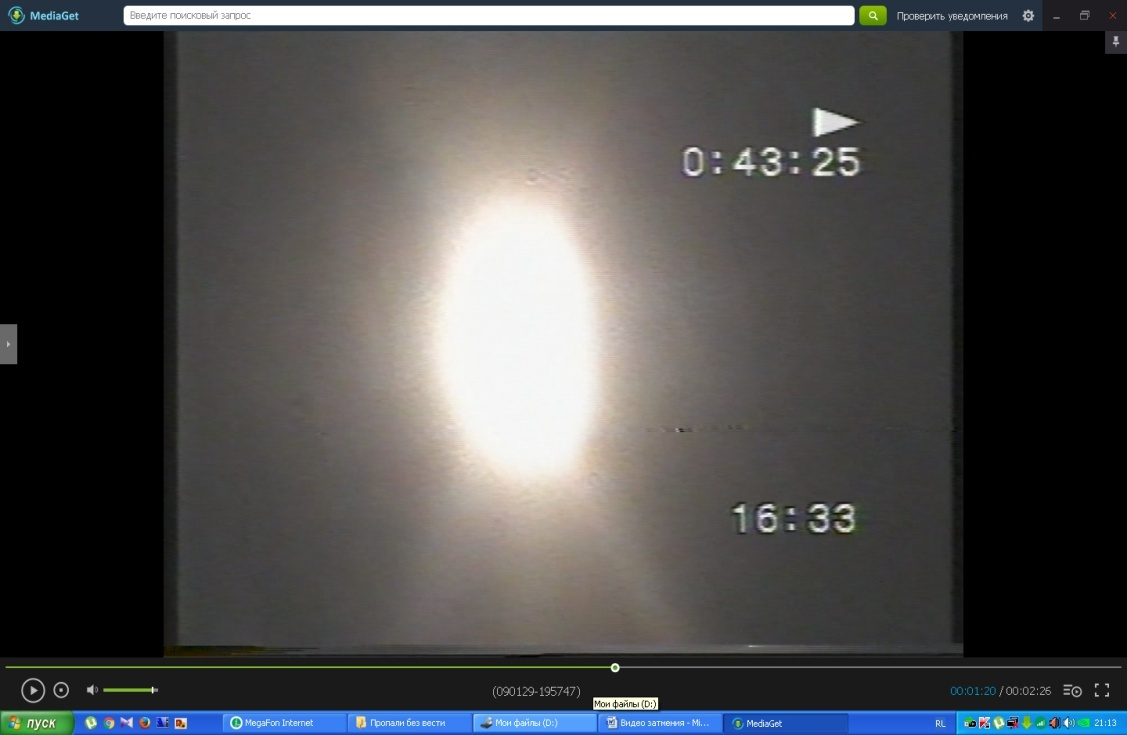 MediaGet
Введите поисковый запрос
Проверить уведомления
0:43:25
16:33
(090129-195747)
00:01:20 / 00:02:26
Мои файлы (D:)
пуск
MegaFon Internet
Пропали без вести
Мои файлы (D:)
Видео затмения - Mi...
MediaGet
RL
21:13